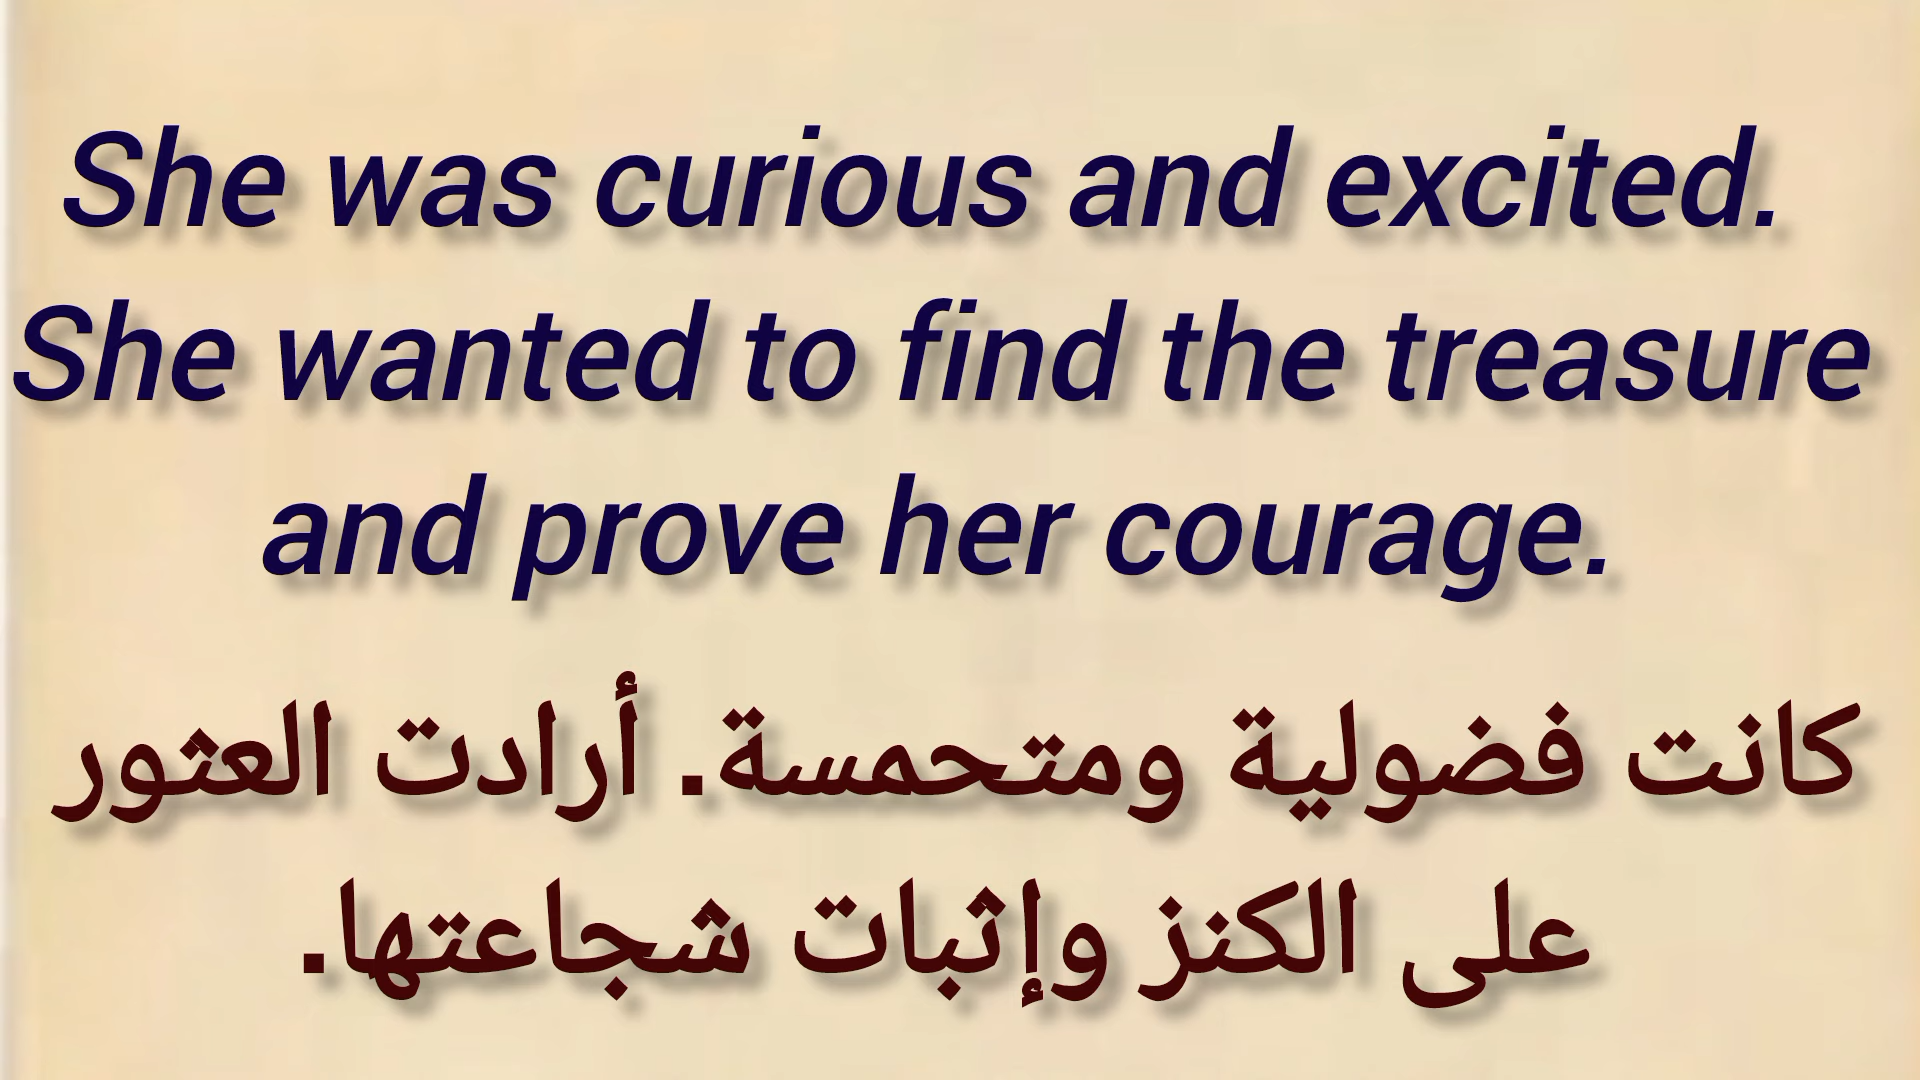 She was curious and excited.
She wanted to find the treasure
and prove her courage.
كانت فضولية ومتحمسة. أرادت العثور
على الكنز وإثبات شجاعتها.